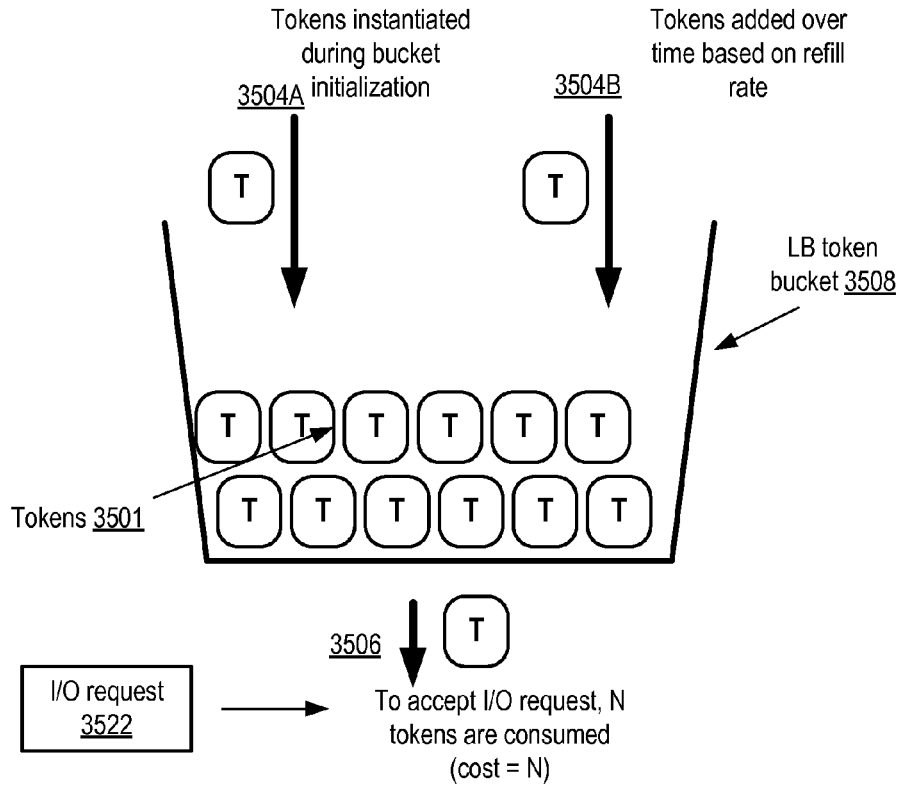 Tokens instantiated
during bucket
initialization
3504A
Tokens added over
time based on refill
rate
3504B
T
T
LB token
bucket 3508
T T T T T T
Tokens 3501
T T T T T T
3506
T
I/O request
3522
To accept I/O request, N
tokens are consumed
(cost = N)